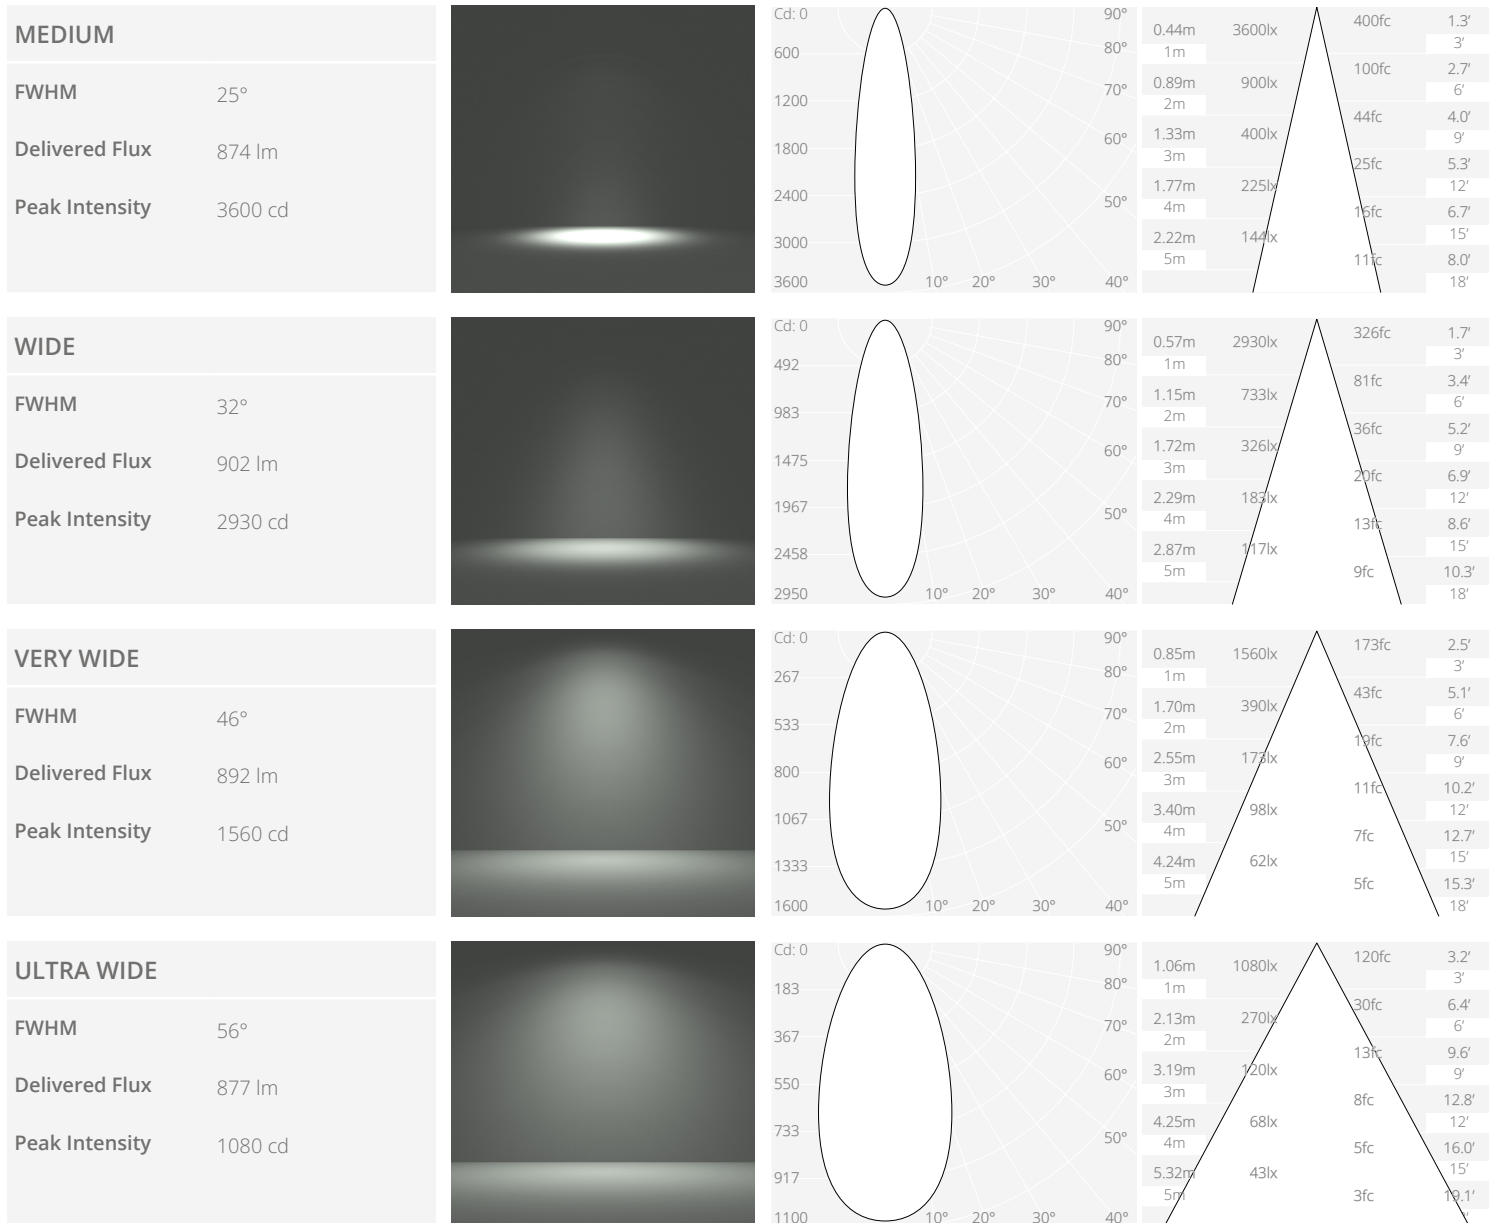 MEDIUM
FWHM 25°
Delivered Flux 874 lm
Peak Intensity 3600 cd
Cd: 0 90°
600 80°
1200 70°
1800 60°
2400 50°
3000
3600 10° 20° 30° 40°
0.44m 3600lx
1m
0.89m 900lx
2m
1.33m 400lx
3m
1.77m 225lx
4m
2.22m 144lx
5m
400fc 1.3'
3'
100fc 2.7'
6'
44fc 4.0'
9'
25fc 5.3'
12'
16fc 6.7'
15'
11fc 8.0'
18'
WIDE
FWHM 32°
Delivered Flux 902 lm
Peak Intensity 2930 cd
Cd: 0 90°
492 80°
983 70°
1475 60°
1967 50°
2458
2950 10° 20° 30° 40°
0.57m 2930lx
1m
1.15m 733lx
2m
1.72m 326lx
3m
2.29m 183lx
4m
2.87m 117lx
5m
326fc 1.7'
3'
81fc 3.4'
6'
36fc 5.2'
9'
20fc 6.9'
12'
13fc 8.6'
15'
9fc 10.3'
18'
VERY WIDE
FWHM 46°
Delivered Flux 892 lm
Peak Intensity 1560 cd
Cd: 0 90°
267 80°
533 70°
800 60°
1067 50°
1333
1600 10° 20° 30° 40°
0.85m 1560lx
1m
1.70m 390lx
2m
2.55m 173lx
3m
3.40m 98lx
4m
4.24m 62lx
5m
173fc 2.5'
3'
43fc 5.1'
6'
19fc 7.6'
9'
11fc 10.2'
12'
7fc 12.7'
15'
5fc 15.3'
18'
ULTRA WIDE
FWHM 56°
Delivered Flux 877 lm
Peak Intensity 1080 cd
Cd: 0 90°
183 80°
367 70°
550 60°
733 50°
917
1100 10° 20° 30° 40°
1.06m 1080lx
1m
2.13m 270lx
2m
3.19m 120lx
3m
4.25m 68lx
4m
5.32m 43lx
5m
120fc 3.2'
3'
30fc 6.4'
6'
13fc 9.6'
9'
8fc 12.8'
12'
5fc 16.0'
15'
3fc 19.1'